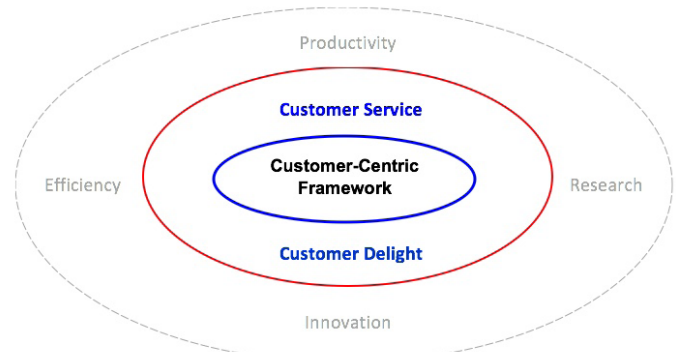 Productivity
Customer Service
Customer-Centric
Framework
Efficiency
Research
Customer Delight
Innovation